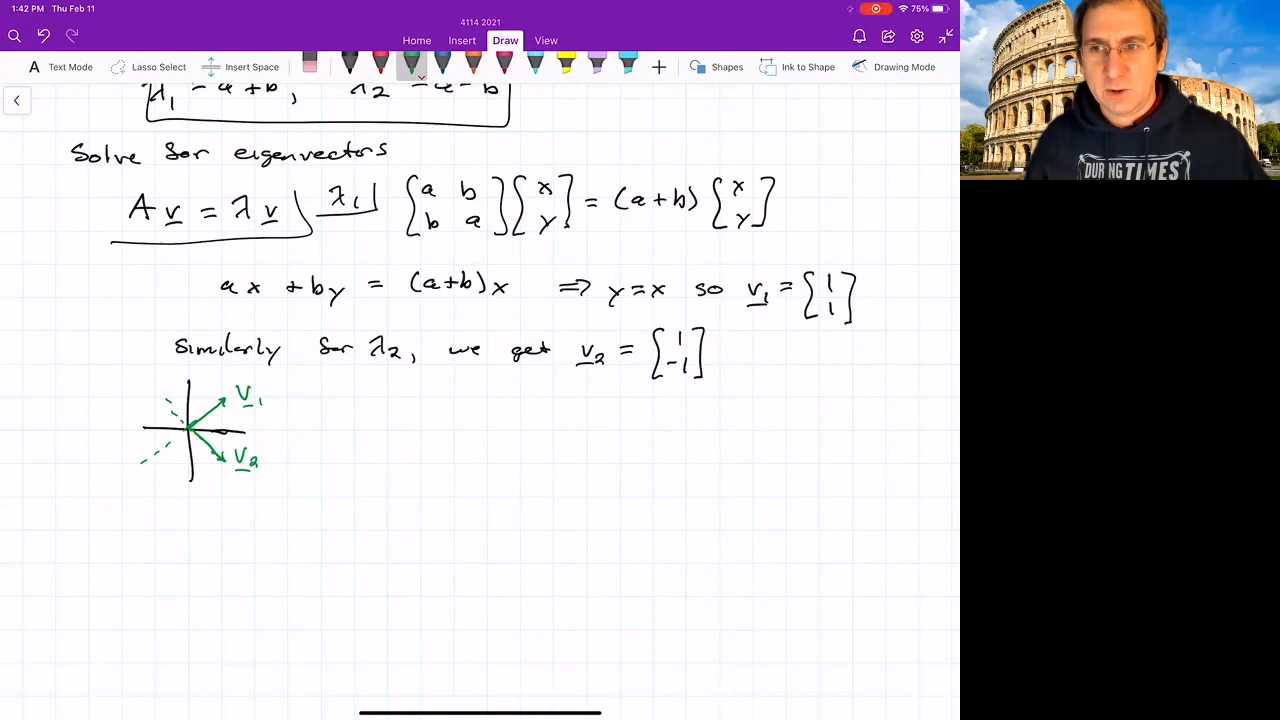 1:42 PM Thu Feb 11
75%
4114 2021
Home Insert Draw View
Text Mode Lasso Select Insert Space Shapes Ink to Shape Drawing Mode
λ₁ = a+b, λ₂ = a-b
Solve for eigenvectors
A v = λ v λ₁ [a b; b a] [x; y] = (a+b) [x; y]
ax + by = (a+b)x ⇒ y=x so v₁ = [1; 1]
Similarly for λ₂, we get v₂ = [1; -1]
v₁
v₂
DURING TIMES